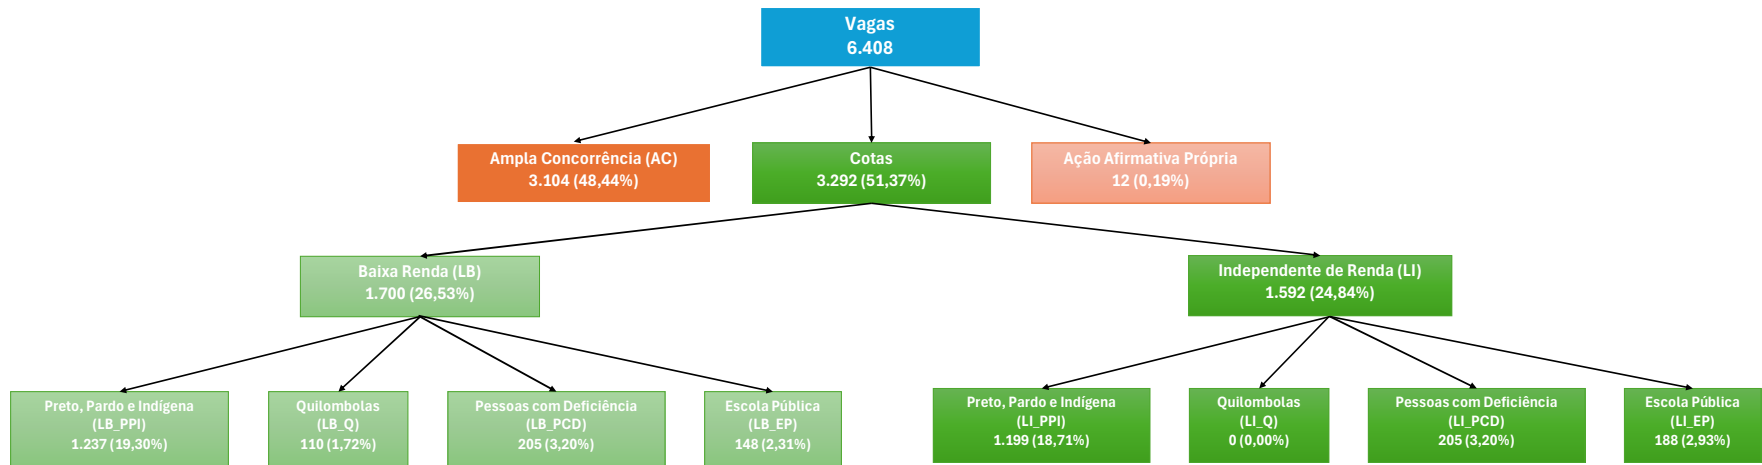 Vagas
6.408
Ampla Concorrência (AC)
3.104 (48,44%)
Cotas
3.292 (51,37%)
Ação Afirmativa Própria
12 (0,19%)
Baixa Renda (LB)
1.700 (26,53%)
Independente de Renda (LI)
1.592 (24,84%)
Preto, Pardo e Indígena
(LB_PPI)
1.237 (19,30%)
Quilombolas
(LB_Q)
110 (1,72%)
Pessoas com Deficiência
(LB_PCD)
205 (3,20%)
Escola Pública
(LB_EP)
148 (2,31%)
Preto, Pardo e Indígena
(LI_PPI)
1.199 (18,71%)
Quilombolas
(LI_Q)
0 (0,00%)
Pessoas com Deficiência
(LI_PCD)
205 (3,20%)
Escola Pública
(LI_EP)
188 (2,93%)